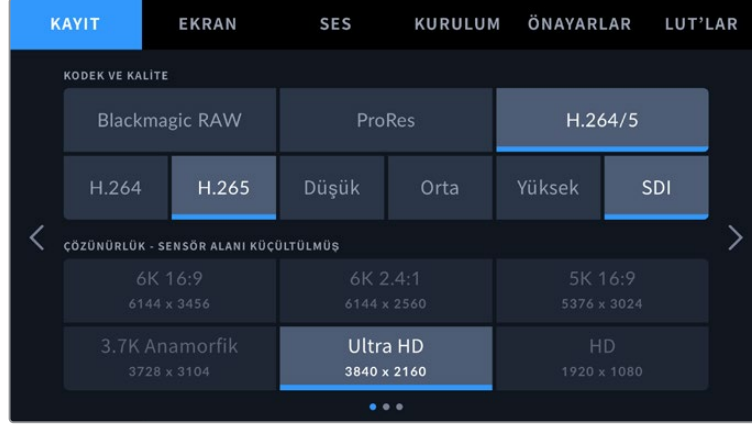 KAYIT EKRAN SES KURULUM ÖNAYARLAR LUT’LAR
KODEK VE KALİTE
Blackmagic RAW ProRes H.264/5
H.264 H.265 Düşük Orta Yüksek SDI
ÇÖZÜNÜRLÜK - SENSÖR ALANI KÜÇÜLTÜLMÜŞ
6K 16:9 6K 2.4:1 5K 16:9
6144 x 3456 6144 x 2560 5376 x 3024
3.7K Anamorfik Ultra HD HD
3728 x 3104 3840 x 2160 1920 x 1080